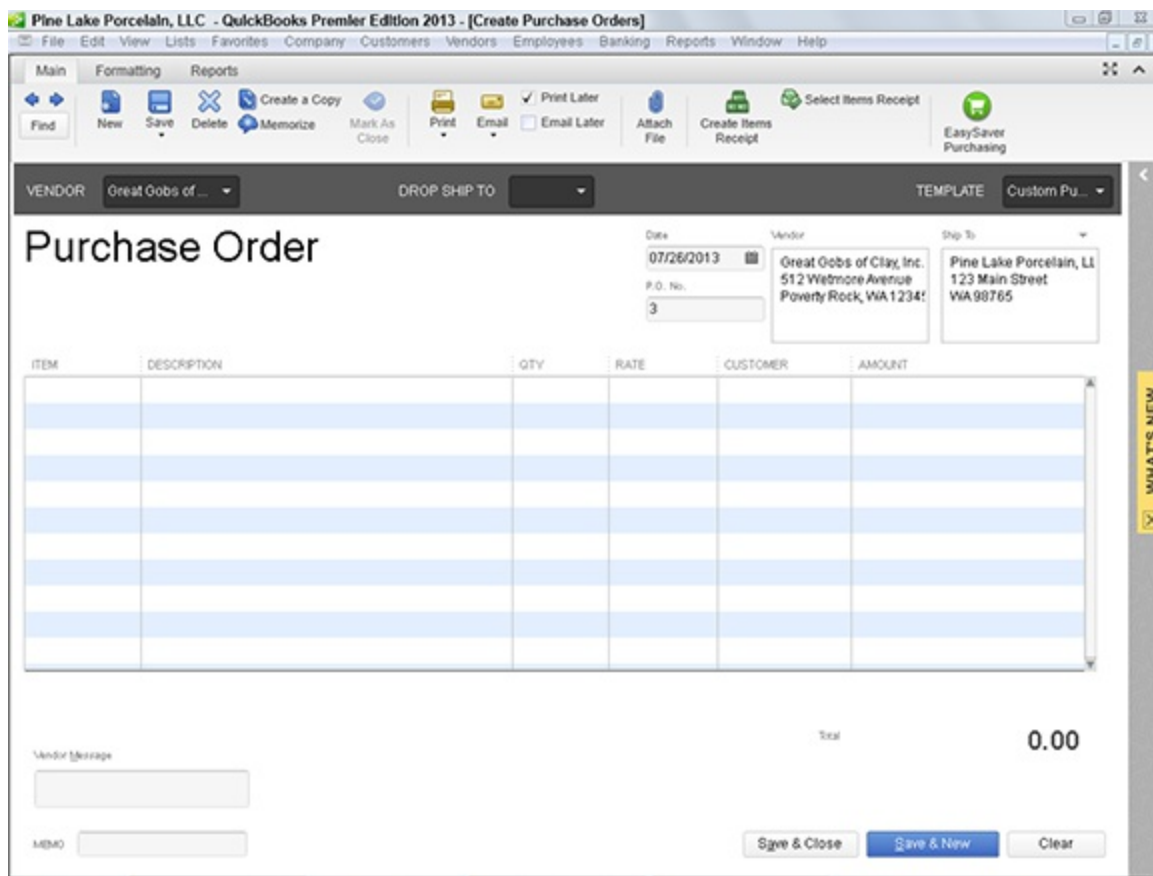 Pine Lake Porcelain, LLC - QuickBooks Premier Edition 2013 - [Create Purchase Orders]
File Edit View Lists Favorites Company Customers Vendors Employees Banking Reports Window Help
Main Formatting Reports
Find
New
Save
Delete
Create a Copy
Memorize
Mark As
Close
Print
Email
Print Later
Email Later
Attach
File
Create Items
Receipt
Select Items Receipt
EasySaver
Purchasing
VENDOR Great Gobs of ... DROP SHIP TO TEMPLATE Custom Pu...
Purchase Order
Date
07/26/2013
P.O. No.
3
Vendor
Great Gobs of Clay, Inc.
512 Wetmore Avenue
Poverty Rock, WA 12345
Ship To
Pine Lake Porcelain, LL
123 Main Street
WA 98765
ITEM DESCRIPTION QTY RATE CUSTOMER AMOUNT
WHAT'S NEW
Total 0.00
Vendor Message
MEMO
Save & Close Save & New Clear